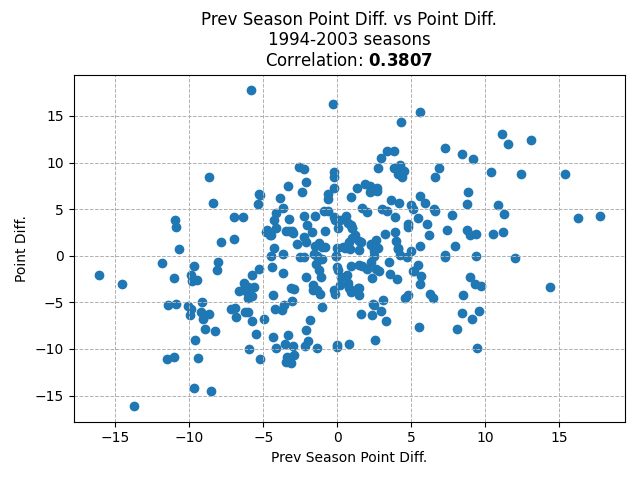 Prev Season Point Diff. vs Point Diff.
1994-2003 seasons
Correlation: 0.3807
Point Diff.
15
10
5
0
−5
−10
−15
−15
−10
−5
0
5
10
15
Prev Season Point Diff.